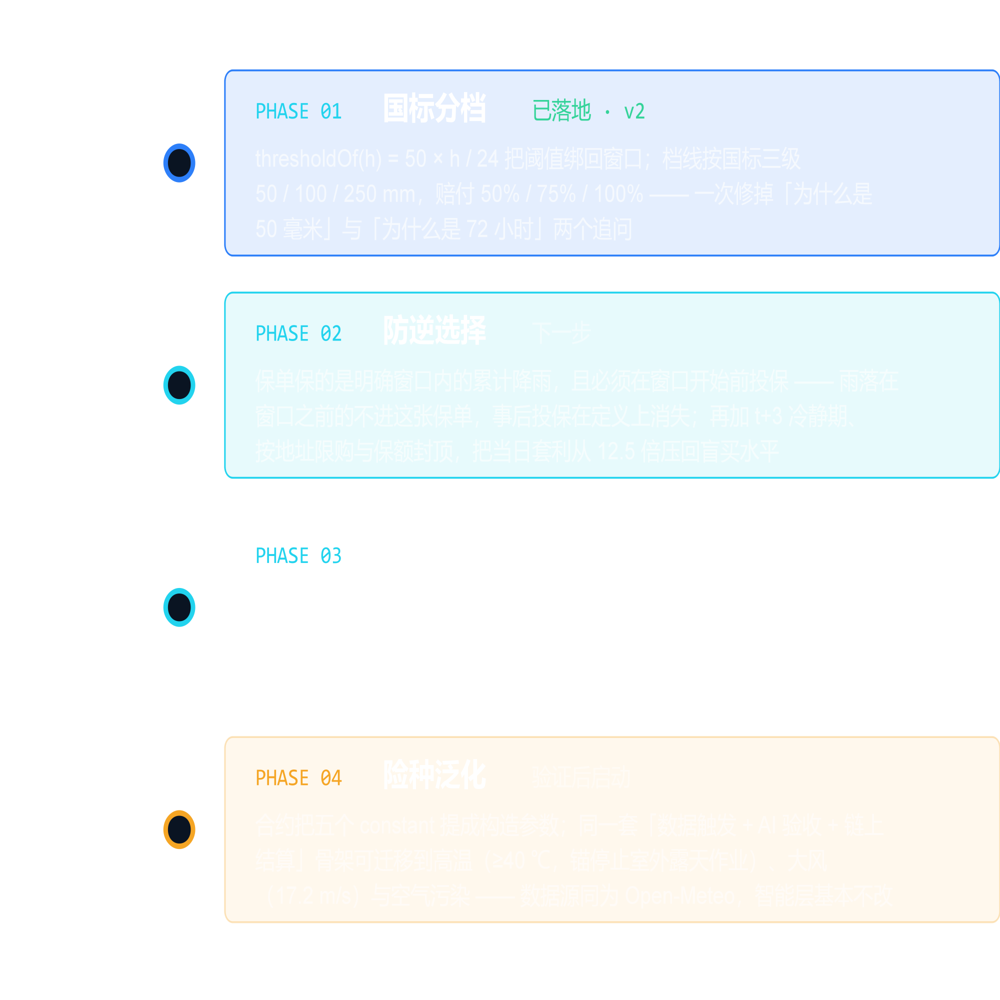 PHASE 01 国标分档 已落地 · v2
thresholdOf(h) = 50 × h / 24 把阈值绑回窗口；档线按国标三级
50 / 100 / 250 mm，赔付 50% / 75% / 100% —— 一次修掉「为什么是
50 毫米」与「为什么是 72 小时」两个追问
PHASE 02 防逆选择 下一步
保单保的是明确窗口内的累计降雨，且必须在窗口开始前投保 —— 雨落在
窗口之前的不进这张保单，事后投保在定义上消失；再加 t+3 冷静期、
按地址限购与保额封顶，把当日套利从 12.5 倍压回盲买水平
PHASE 03
PHASE 04 险种泛化 验证后启动
合约把五个 constant 提成构造参数，同一套「数据触发 + AI 验收 + 链上
结算」骨架可迁移到高温（≥40 ℃，锚停止室外露天作业）、大风
（17.2 m/s）与空气污染 —— 数据源同为 Open-Meteo，智能层基本不改